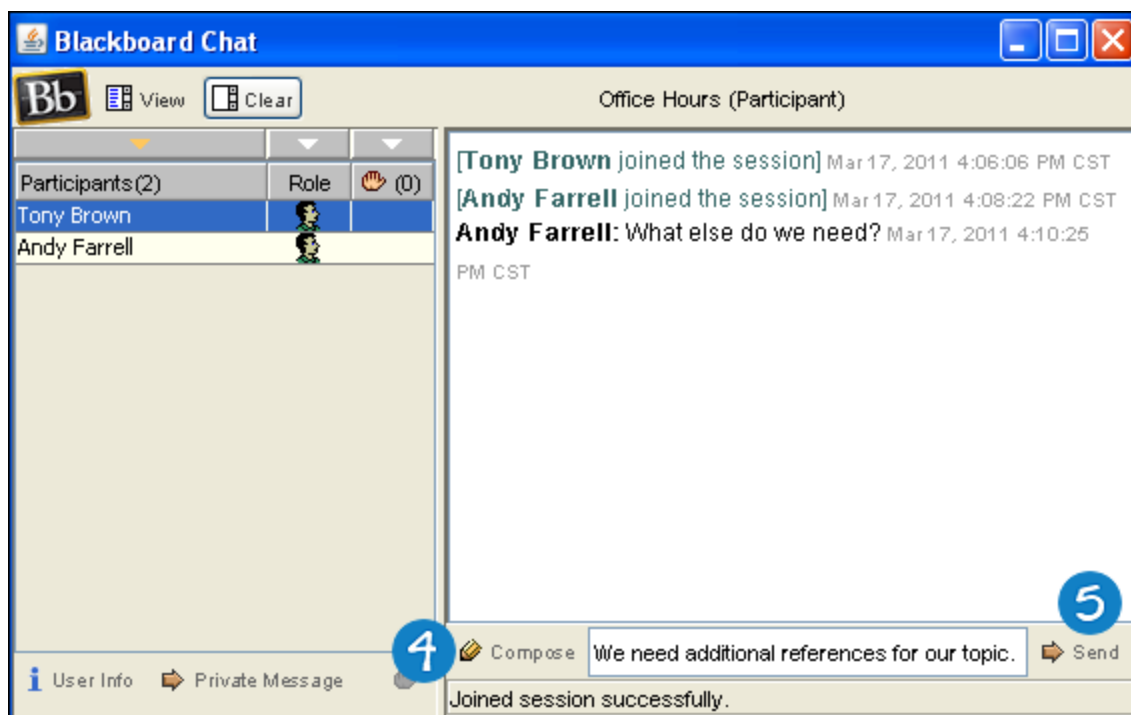 Blackboard Chat
Bb View Clear Office Hours (Participant)
Participants (2) Role (0)
Tony Brown
Andy Farrell
[Tony Brown joined the session] Mar 17, 2011 4:06:06 PM CST
[Andy Farrell joined the session] Mar 17, 2011 4:08:22 PM CST
Andy Farrell: What else do we need? Mar 17, 2011 4:10:25
PM CST
4 Compose We need additional references for our topic. 5 Send
User Info Private Message
Joined session successfully.